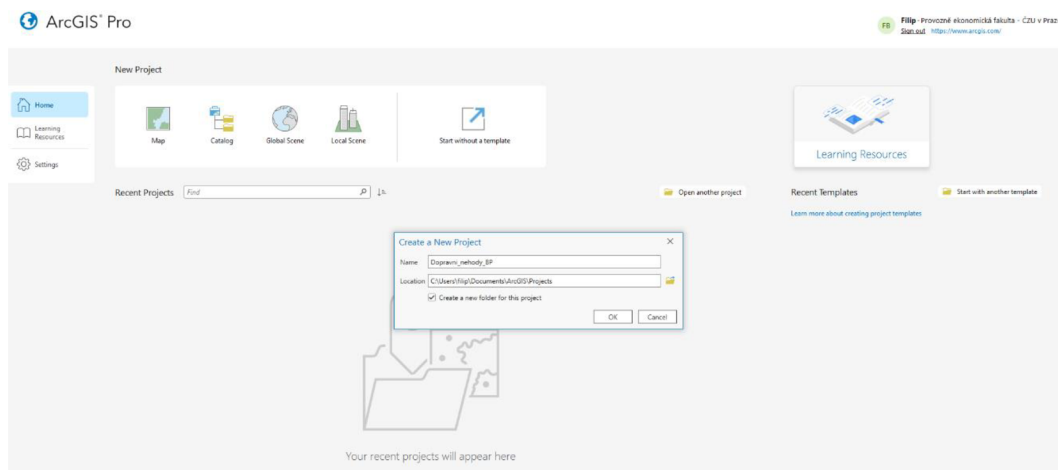 ArcGIS® Pro
FB
Filip - Provozně ekonomická fakulta - ČZU v Praz
Sign out https://www.arcgis.com/
New Project
Home
Learning
Resources
Settings
Map
Catalog
Global Scene
Local Scene
Start without a template
Learning Resources
Recent Projects
Find
Open another project
Recent Templates
Start with another template
Learn more about creating project templates
Create a New Project
Name
Dopravni_nehody_BP
Location
C:\Users\filip\Documents\ArcGIS\Projects
Create a new folder for this project
OK
Cancel
Your recent projects will appear here